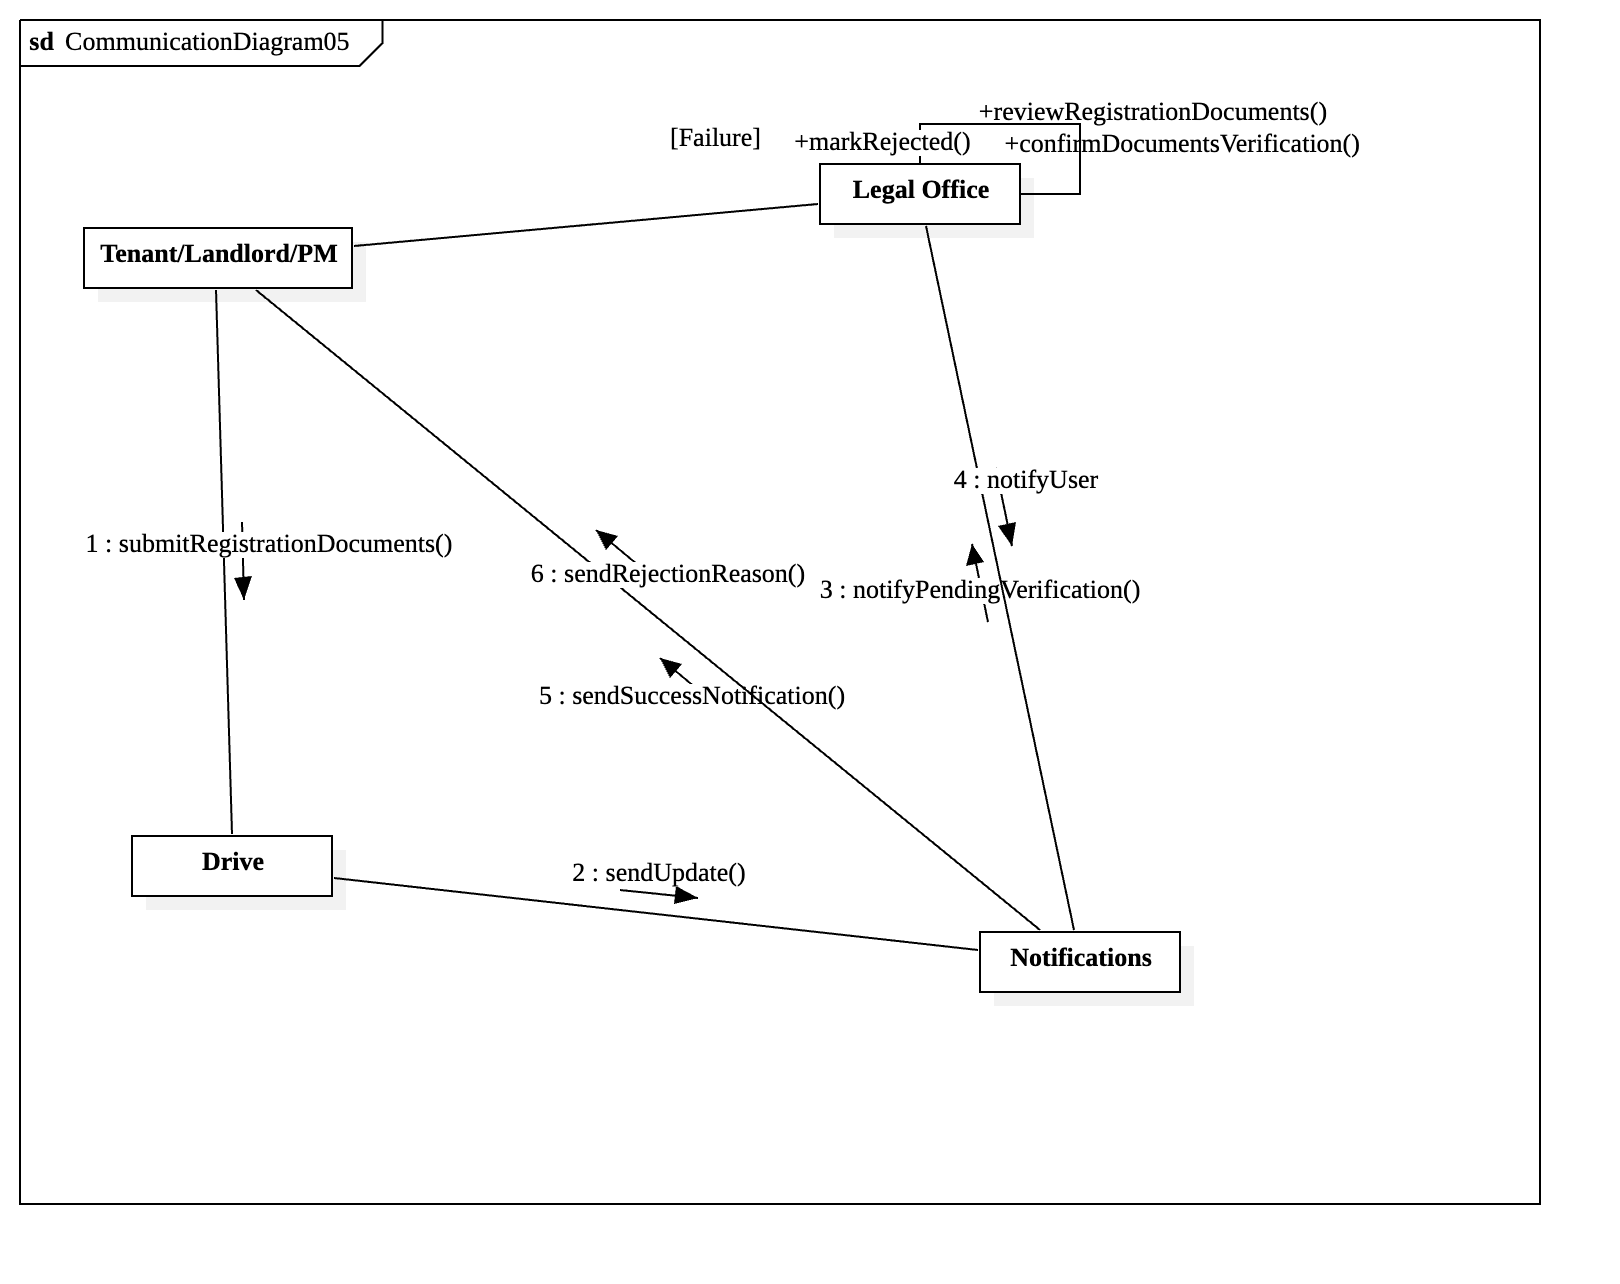 sd CommunicationDiagram05
+reviewRegistrationDocuments()
[Failure]
+markRejected()
+confirmDocumentsVerification()
Legal Office
Tenant/Landlord/PM
4 : notifyUser
1 : submitRegistrationDocuments()
6 : sendRejectionReason()
3 : notifyPendingVerification()
5 : sendSuccessNotification()
Drive
2 : sendUpdate()
Notifications